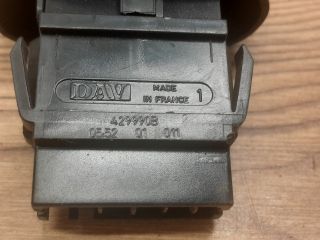 DAV MADE IN FRANCE 1
429990B
05-52 01 011